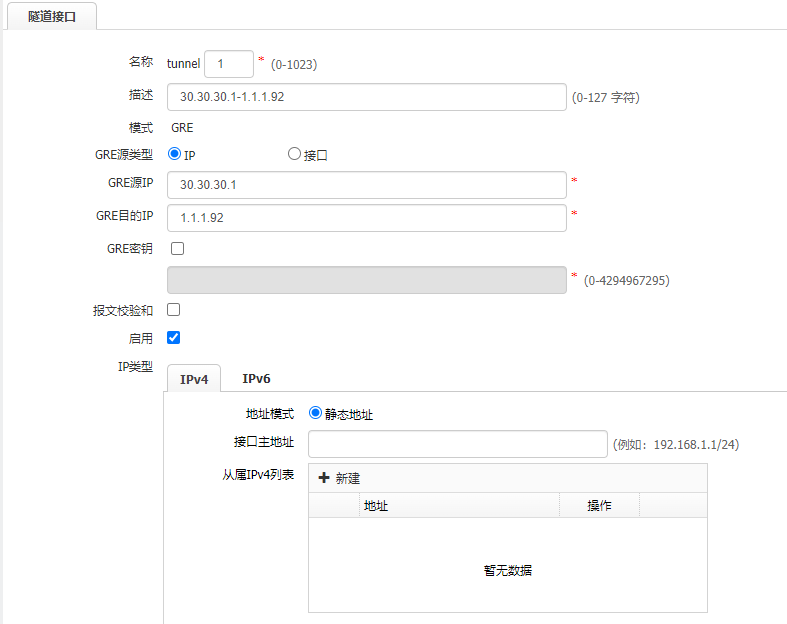 隧道接口
名称 tunnel 1 * (0-1023)
描述 30.30.30.1-1.1.1.92 (0-127 字符)
模式 GRE
GRE源类型 IP 接口
GRE源IP 30.30.30.1 *
GRE目的IP 1.1.1.92 *
GRE密钥
* (0-4294967295)
报文校验和
启用
IP类型
IPv4 IPv6
地址模式 静态地址
接口主地址 (例如：192.168.1.1/24)
从属IPv4列表 + 新建
地址 操作
暂无数据